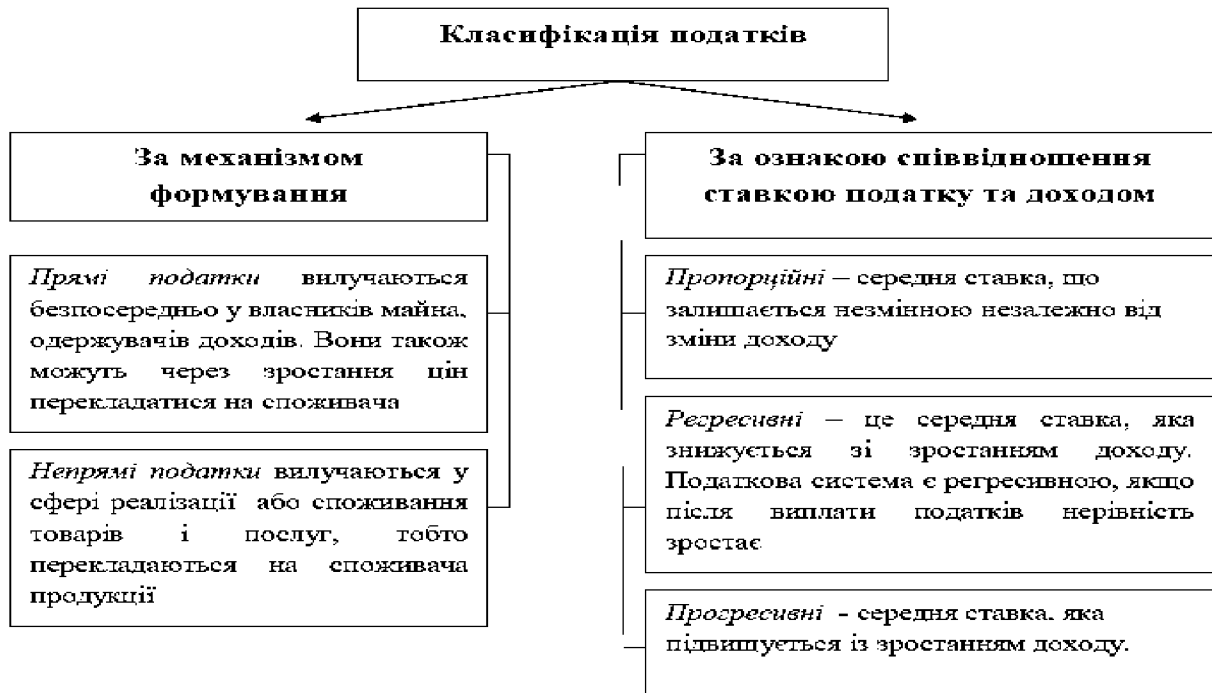 Класифікація податків
За механізмом
формування
Прямі податки вилучаються
безпосередньо у власників майна,
одержувачів доходів. Вони також
можуть через зростання цін
перекладатися на споживача
Непрямі податки вилучаються у
сфері реалізації або споживання
товарів і послуг, тобто
перекладаються на споживача
продукції
За ознакою співвідношення
ставкою податку та доходом
Пропорційні – середня ставка, що
залишається незмінною незалежно від
зміни доходу
Регресивні – це середня ставка, яка
знижується зі зростанням доходу.
Податкова система є регресивною, якщо
після виплати податків нерівність
зростає
Прогресивні - середня ставка, яка
підвищується із зростанням доходу.